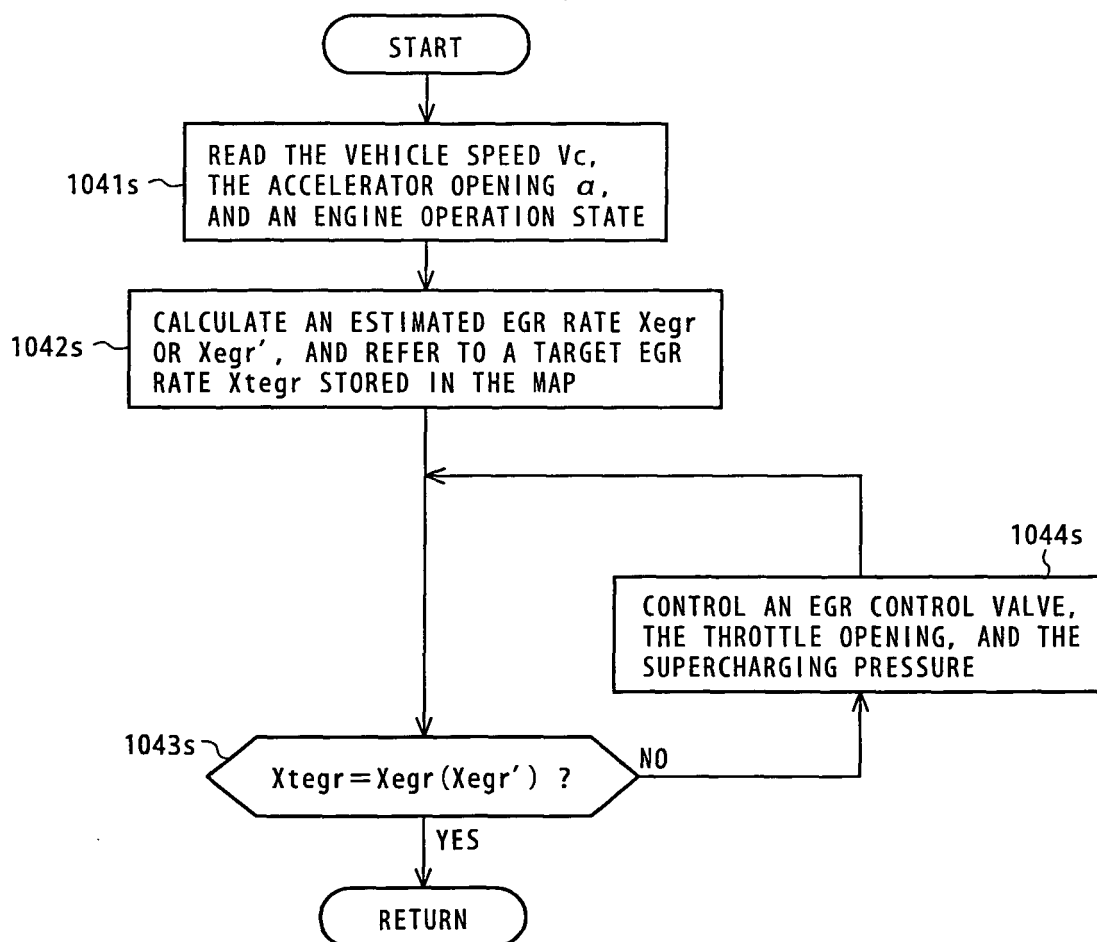 START
1041s
READ THE VEHICLE SPEED Vc,
THE ACCELERATOR OPENING α,
AND AN ENGINE OPERATION STATE
1042s
CALCULATE AN ESTIMATED EGR RATE Xegr
OR Xegr′, AND REFER TO A TARGET EGR
RATE Xtegr STORED IN THE MAP
1044s
CONTROL AN EGR CONTROL VALVE,
THE THROTTLE OPENING, AND THE
SUPERCHARGING PRESSURE
1043s
Xtegr=Xegr(Xegr′) ?
NO
YES
RETURN